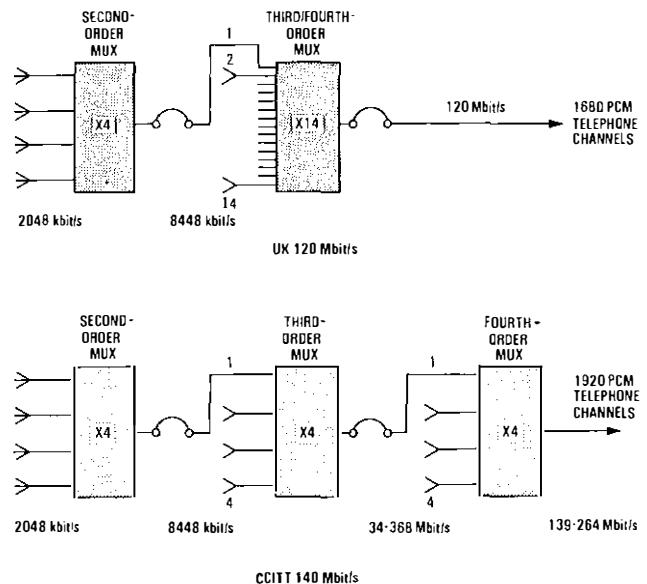 SECOND-
ORDER
MUX
THIRD/FOURTH-
ORDER
MUX
1
2
14
X4
X14
120 Mbit/s
1680 PCM
TELEPHONE
CHANNELS
2048 kbit/s
8448 kbit/s
UK 120 Mbit/s
SECOND-
ORDER
MUX
THIRD-
ORDER
MUX
FOURTH-
ORDER
MUX
1
1
X4
X4
X4
1920 PCM
TELEPHONE
CHANNELS
4
4
2048 kbit/s
8448 kbit/s
34·368 Mbit/s
139·264 Mbit/s
CCITT 140 Mbit/s